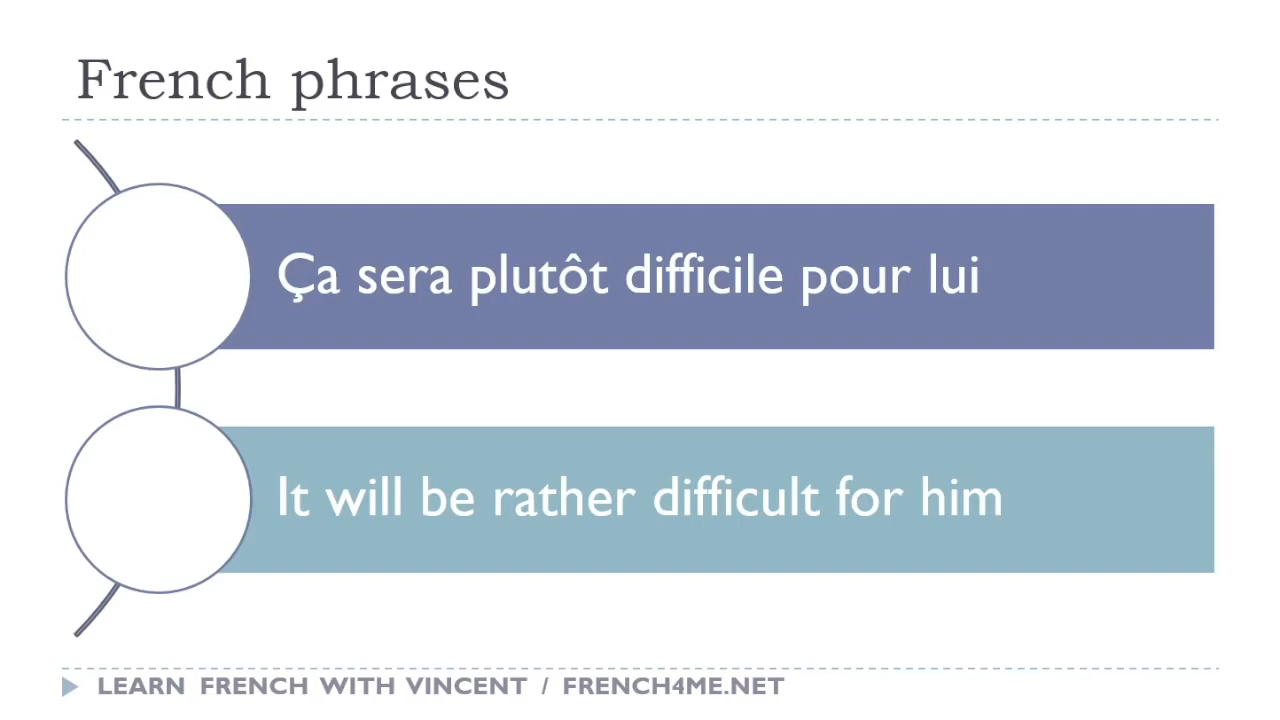 French phrases
Ça sera plutôt difficile pour lui
It will be rather difficult for him
LEARN FRENCH WITH VINCENT / FRENCH4ME.NET